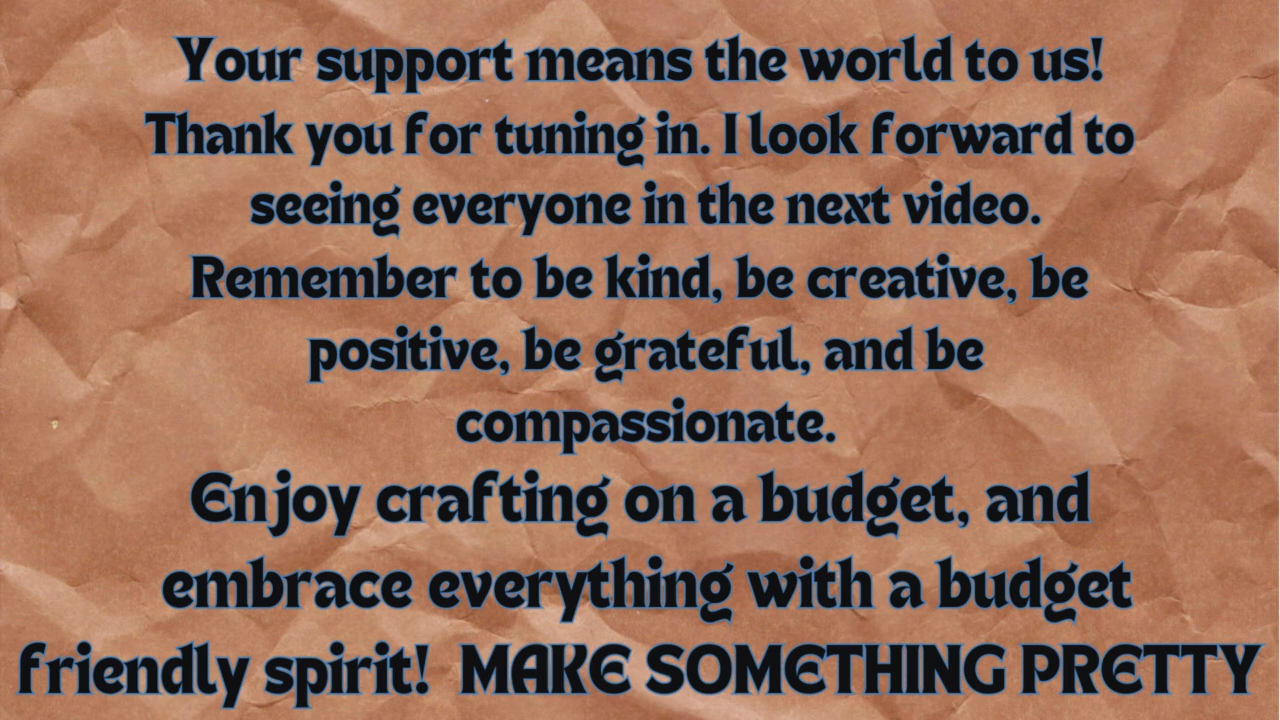 Your support means the world to us!
Thank you for tuning in. I look forward to
seeing everyone in the next video.
Remember to be kind, be creative, be
positive, be grateful, and be
compassionate.
Enjoy crafting on a budget, and
embrace everything with a budget
friendly spirit!  MAKE SOMETHING PRETTY